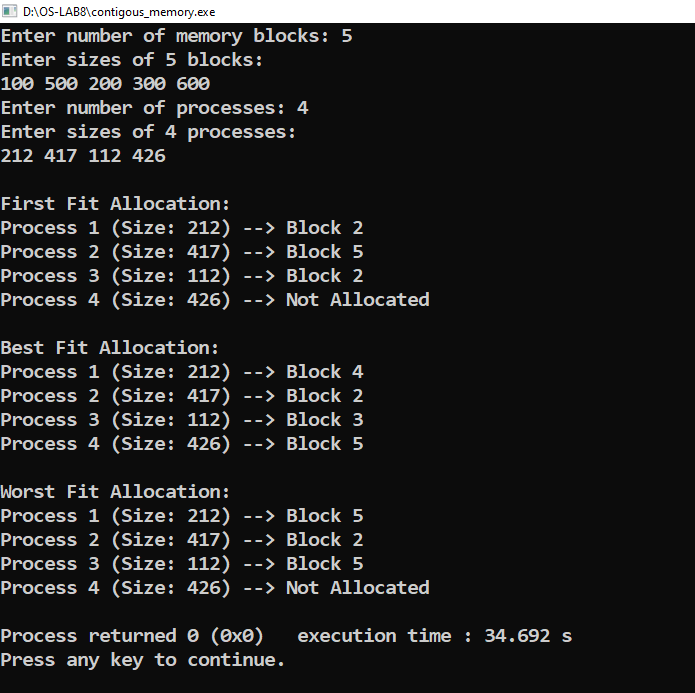 D:\OS-LAB8\contigous_memory.exe
Enter number of memory blocks: 5
Enter sizes of 5 blocks:
100 500 200 300 600
Enter number of processes: 4
Enter sizes of 4 processes:
212 417 112 426
First Fit Allocation:
Process 1 (Size: 212) --> Block 2
Process 2 (Size: 417) --> Block 5
Process 3 (Size: 112) --> Block 2
Process 4 (Size: 426) --> Not Allocated
Best Fit Allocation:
Process 1 (Size: 212) --> Block 4
Process 2 (Size: 417) --> Block 2
Process 3 (Size: 112) --> Block 3
Process 4 (Size: 426) --> Block 5
Worst Fit Allocation:
Process 1 (Size: 212) --> Block 5
Process 2 (Size: 417) --> Block 2
Process 3 (Size: 112) --> Block 5
Process 4 (Size: 426) --> Not Allocated
Process returned 0 (0x0)   execution time : 34.692 s
Press any key to continue.